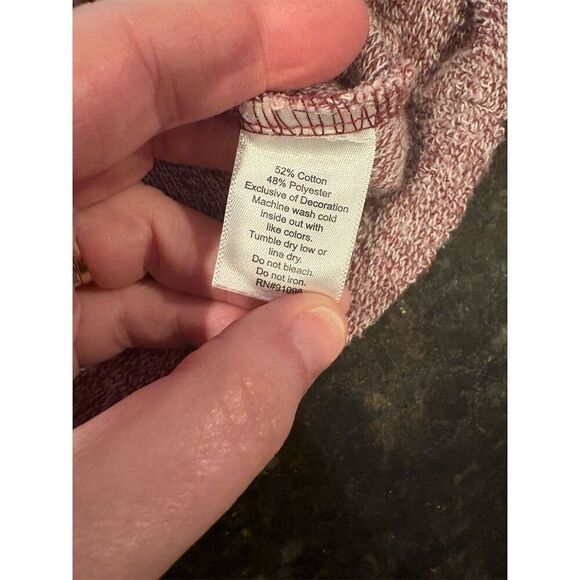 52% Cotton
48% Polyester
Exclusive of Decoration
Machine wash cold
inside out with
like colors.
Tumble dry low or
line dry.
Do not bleach.
Do not iron.